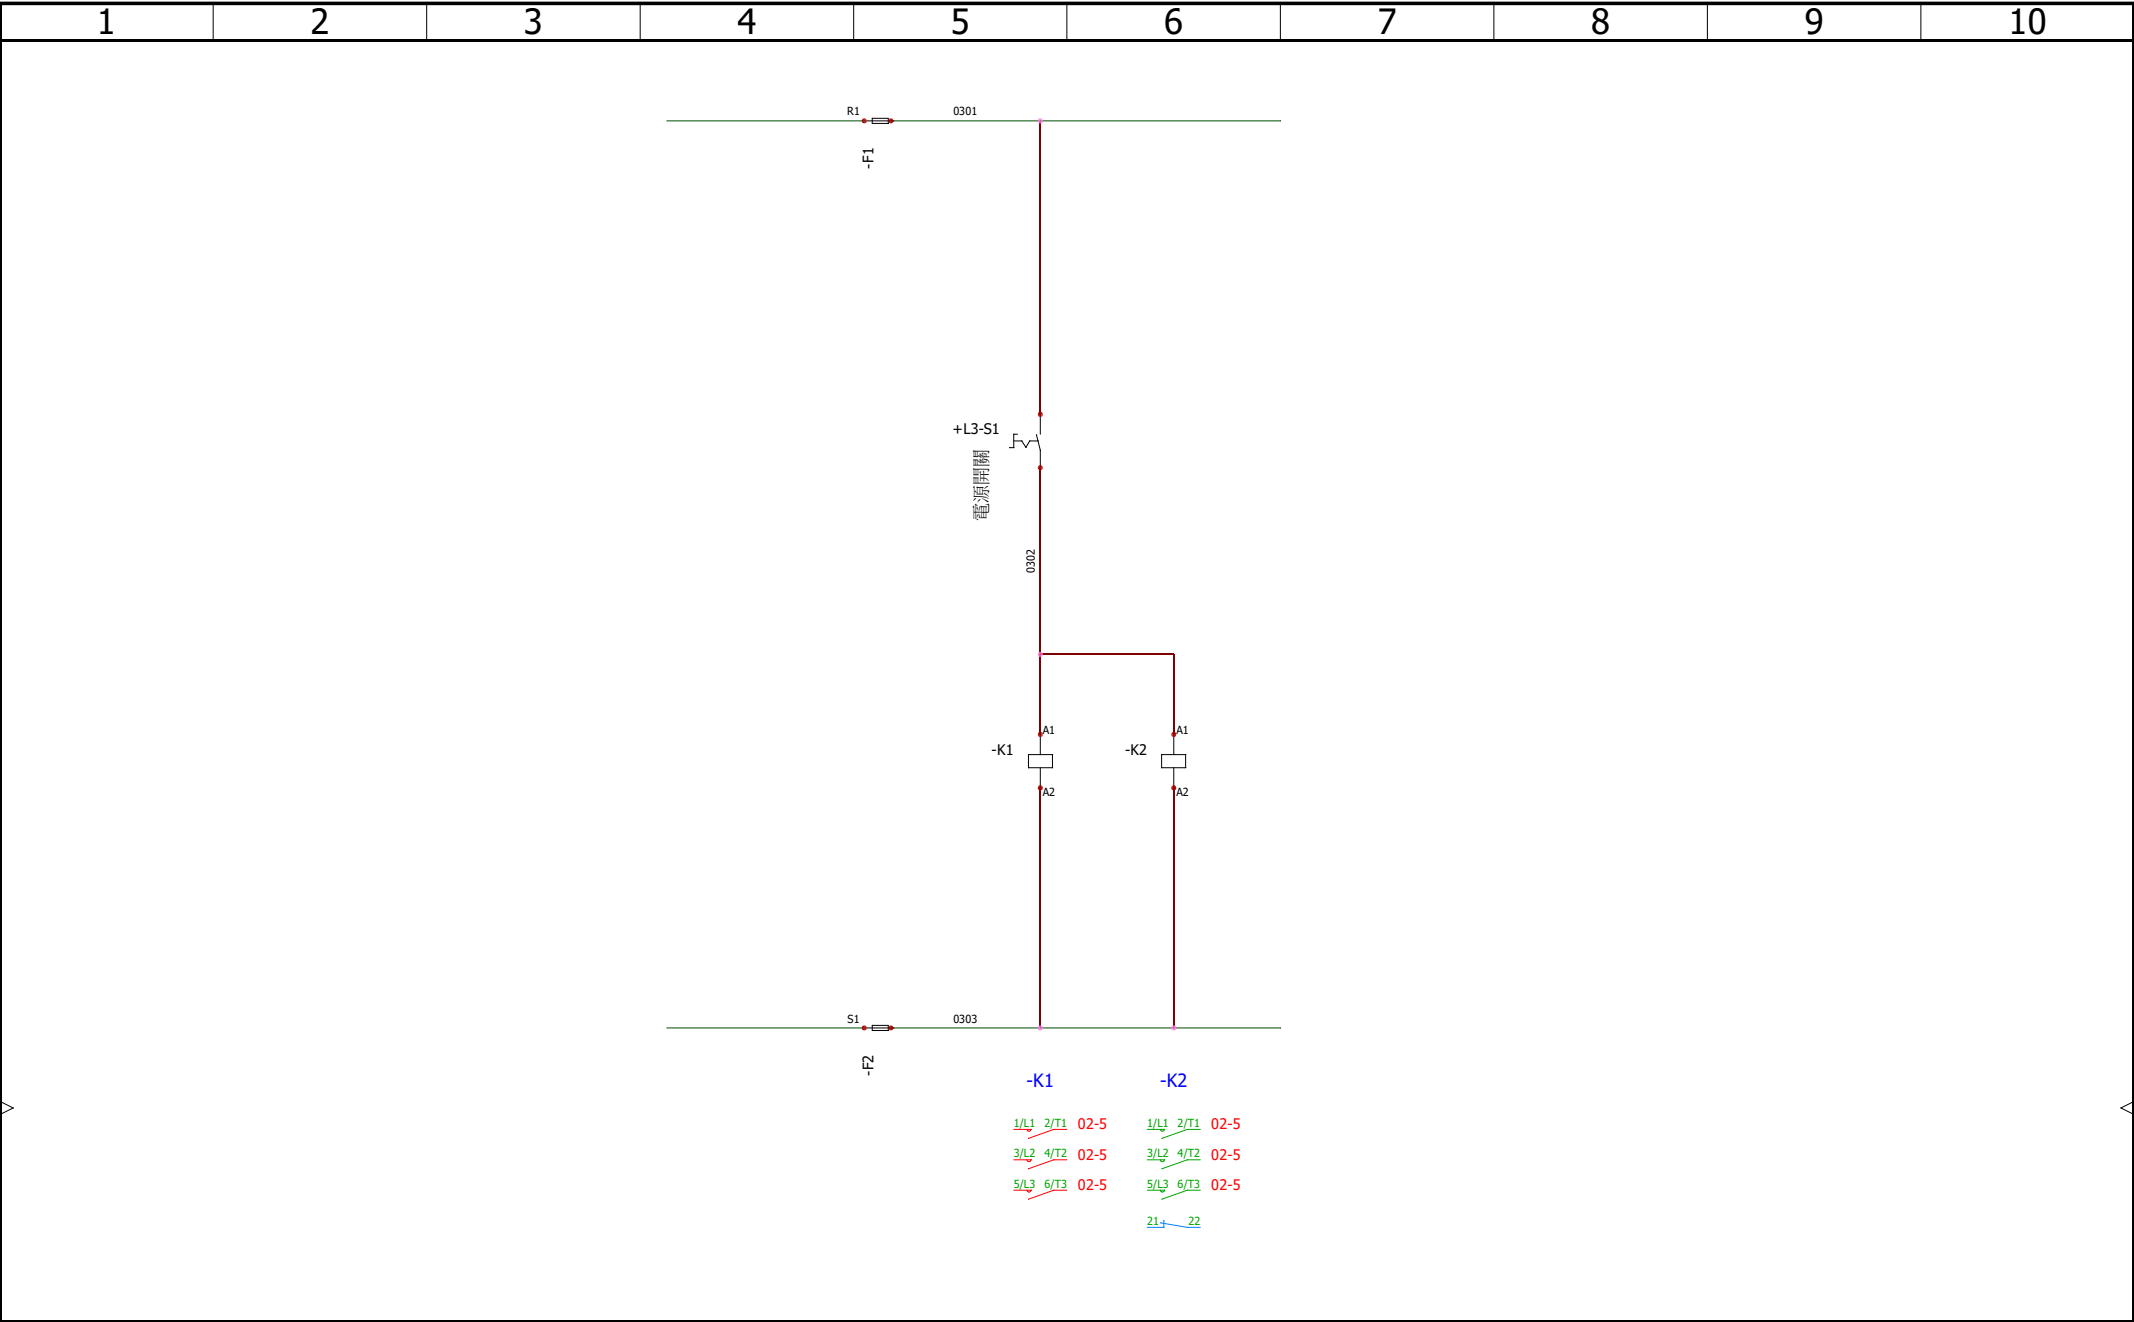 1 2 3 4 5 6 7 8 9 10
R1 0301
-F1
+L3-S1
電源開關
0302
A1 A1
-K1 -K2
A2 A2
S1 0303
-F2
-K1 -K2
1/L1 2/T1 02-5 1/L1 2/T1 02-5
3/L2 4/T2 02-5 3/L2 4/T2 02-5
5/L3 6/T3 02-5 5/L3 6/T3 02-5
21 22